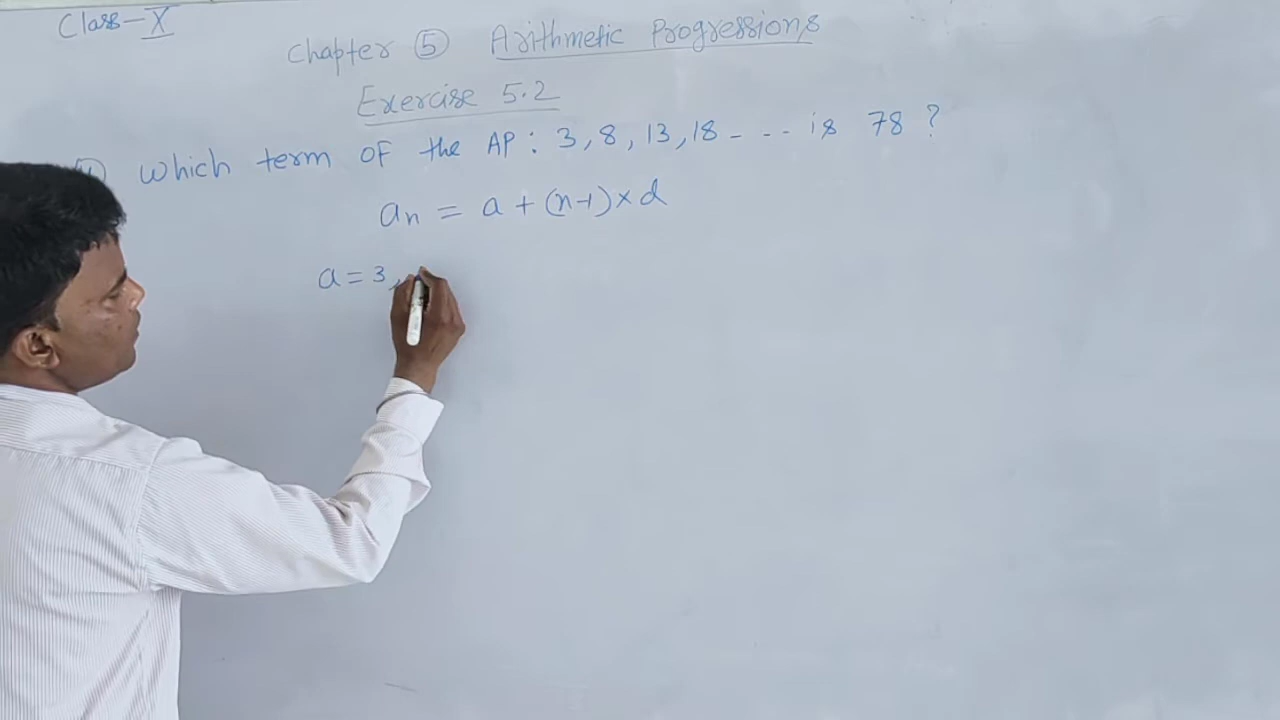 Class-X
Chapter 5 Arithmetic Progressions
Exercise 5.2
which term of the AP: 3, 8, 13, 18 - - - - is 78 ?
an = a + (n-1) × d
a = 3,